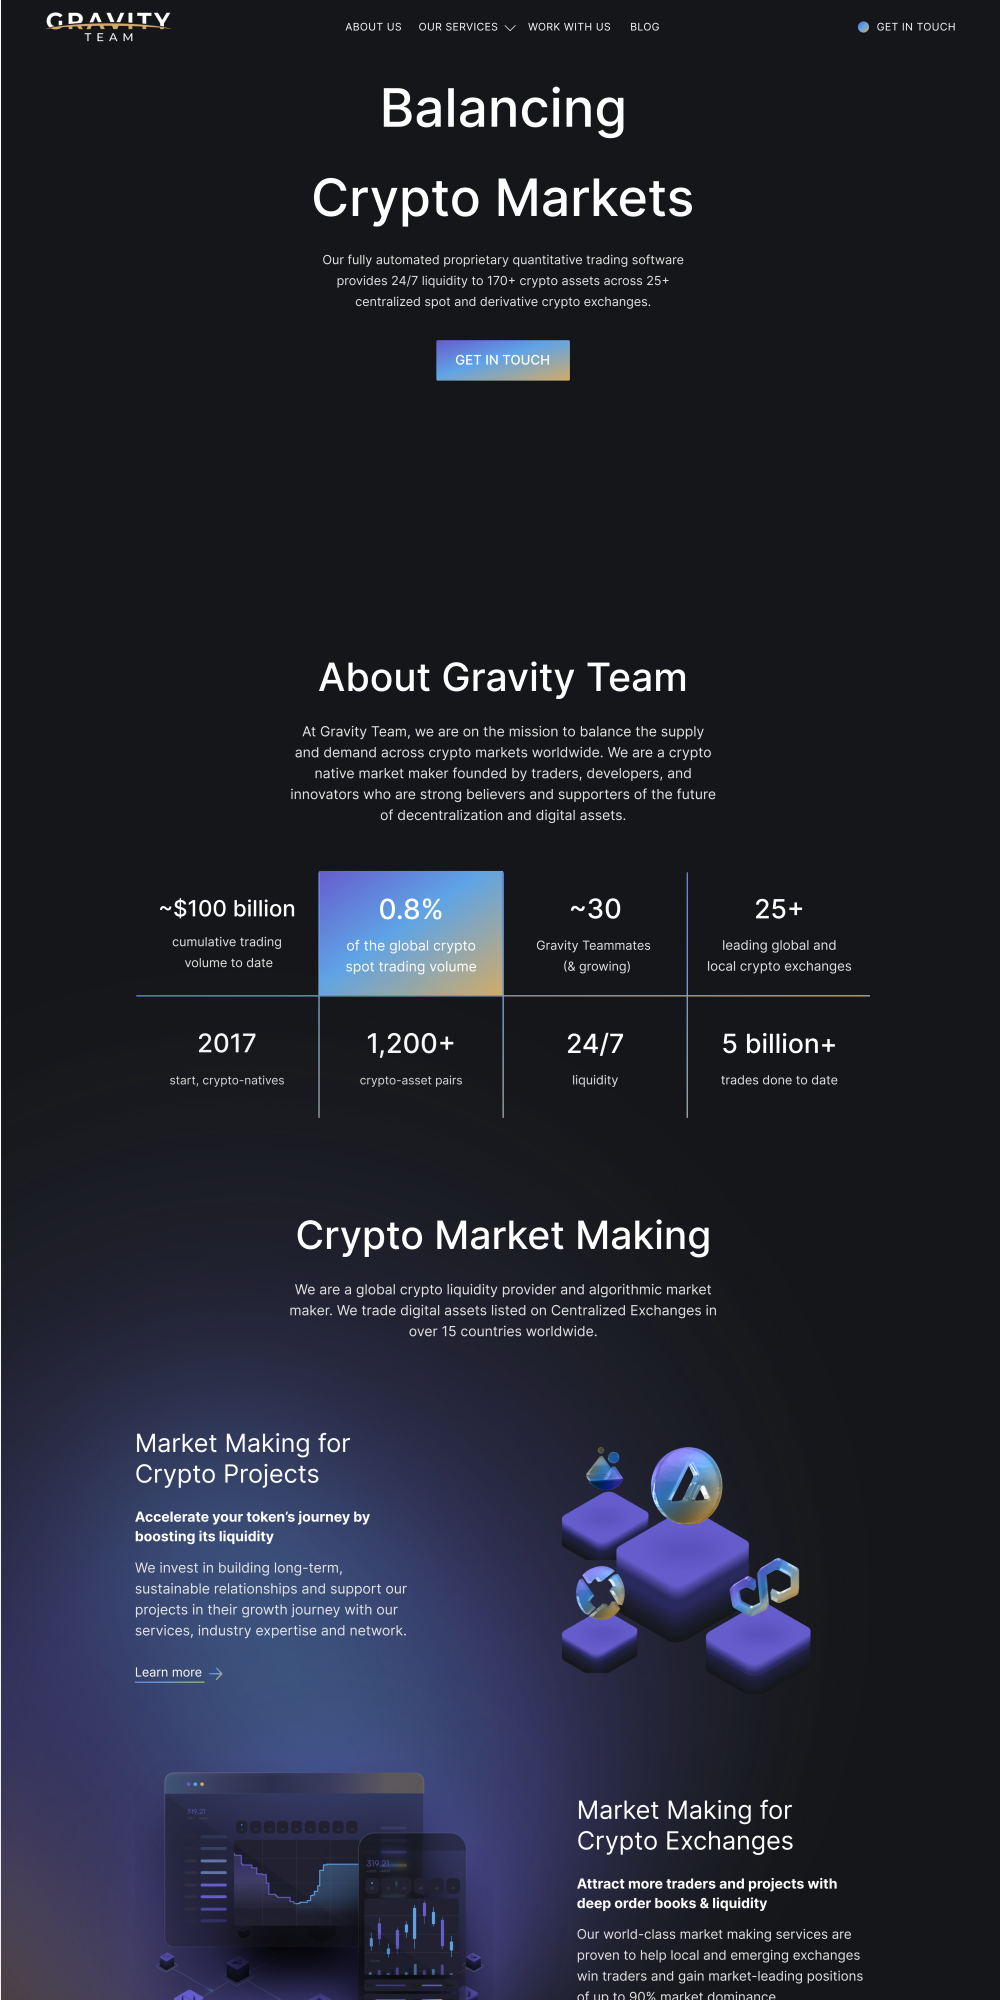 GRAVITY
TEAM
ABOUT US
OUR SERVICES
WORK WITH US
BLOG
GET IN TOUCH
Balancing
Crypto Markets
Our fully automated proprietary quantitative trading software
provides 24/7 liquidity to 170+ crypto assets across 25+
centralized spot and derivative crypto exchanges.
GET IN TOUCH
About Gravity Team
At Gravity Team, we are on the mission to balance the supply
and demand across crypto markets worldwide. We are a crypto
native market maker founded by traders, developers, and
innovators who are strong believers and supporters of the future
of decentralization and digital assets.
~$100 billion
cumulative trading
volume to date
0.8%
of the global crypto
spot trading volume
~30
Gravity Teammates
(& growing)
25+
leading global and
local crypto exchanges
2017
start, crypto-natives
1,200+
crypto-asset pairs
24/7
liquidity
5 billion+
trades done to date
Crypto Market Making
We are a global crypto liquidity provider and algorithmic market
maker. We trade digital assets listed on Centralized Exchanges in
over 15 countries worldwide.
Market Making for
Crypto Projects
Accelerate your token’s journey by
boosting its liquidity
We invest in building long-term,
sustainable relationships and support our
projects in their growth journey with our
services, industry expertise and network.
Learn more
319,21
319,21
Market Making for
Crypto Exchanges
Attract more traders and projects with
deep order books & liquidity
Our world-class market making services are
proven to help local and emerging exchanges
win traders and gain market-leading positions
of up to 90% market dominance